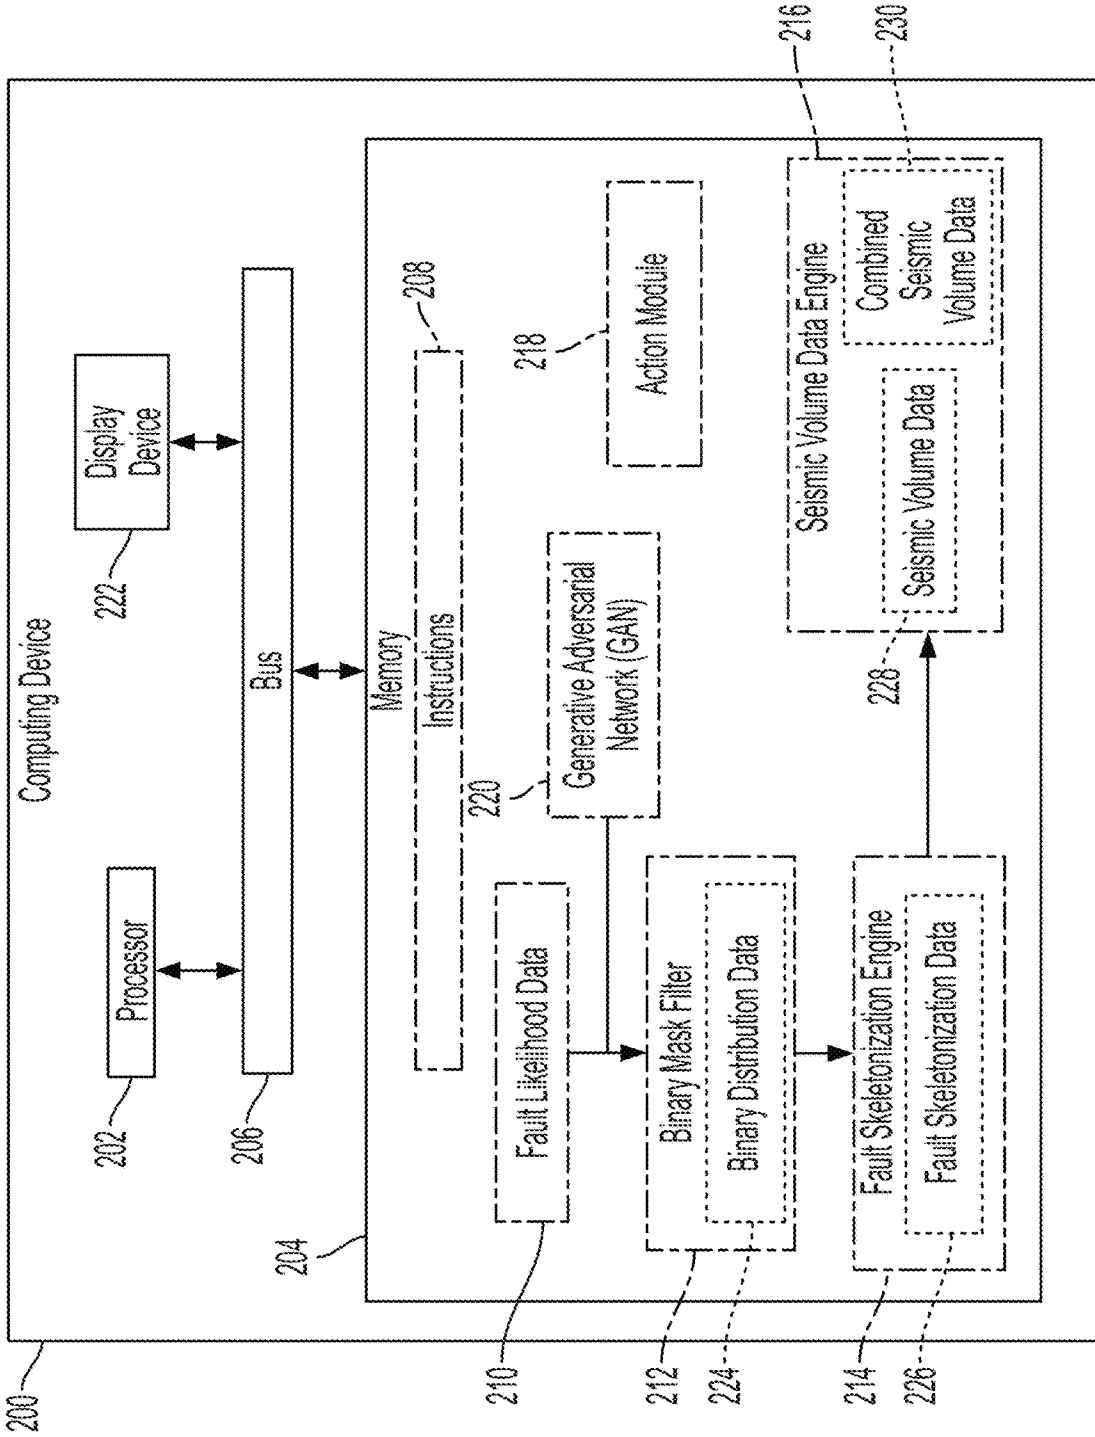 200
Computing Device
202
Processor
222
Display
Device
206
Bus
204
Memory
208
Instructions
210
Fault Likelihood Data
220
Generative Adversarial
Network (GAN)
218
Action Module
212
Binary Mask Filter
224
Binary Distribution Data
214
Fault Skeletonization Engine
226
Fault Skeletonization Data
216
Seismic Volume Data Engine
228
Seismic Volume Data
230
Combined
Seismic
Volume Data